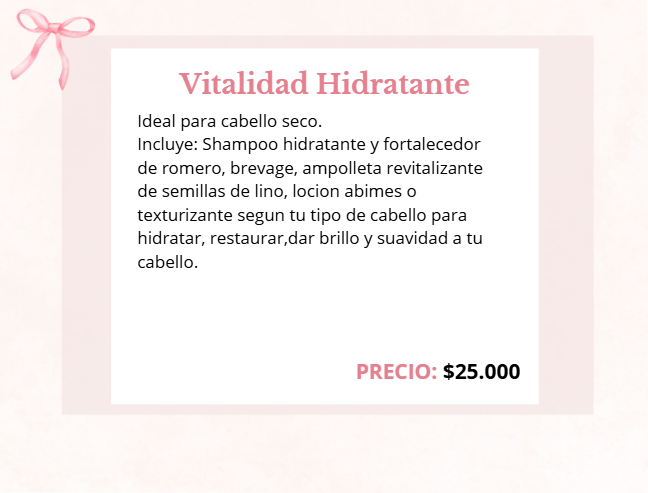 Vitalidad Hidratante
Ideal para cabello seco.
Incluye: Shampoo hidratante y fortalecedor
de romero, brevage, ampolleta revitalizante
de semillas de lino, locion abimes o
texturizante segun tu tipo de cabello para
hidratar, restaurar,dar brillo y suavidad a tu
cabello.
PRECIO: $25.000